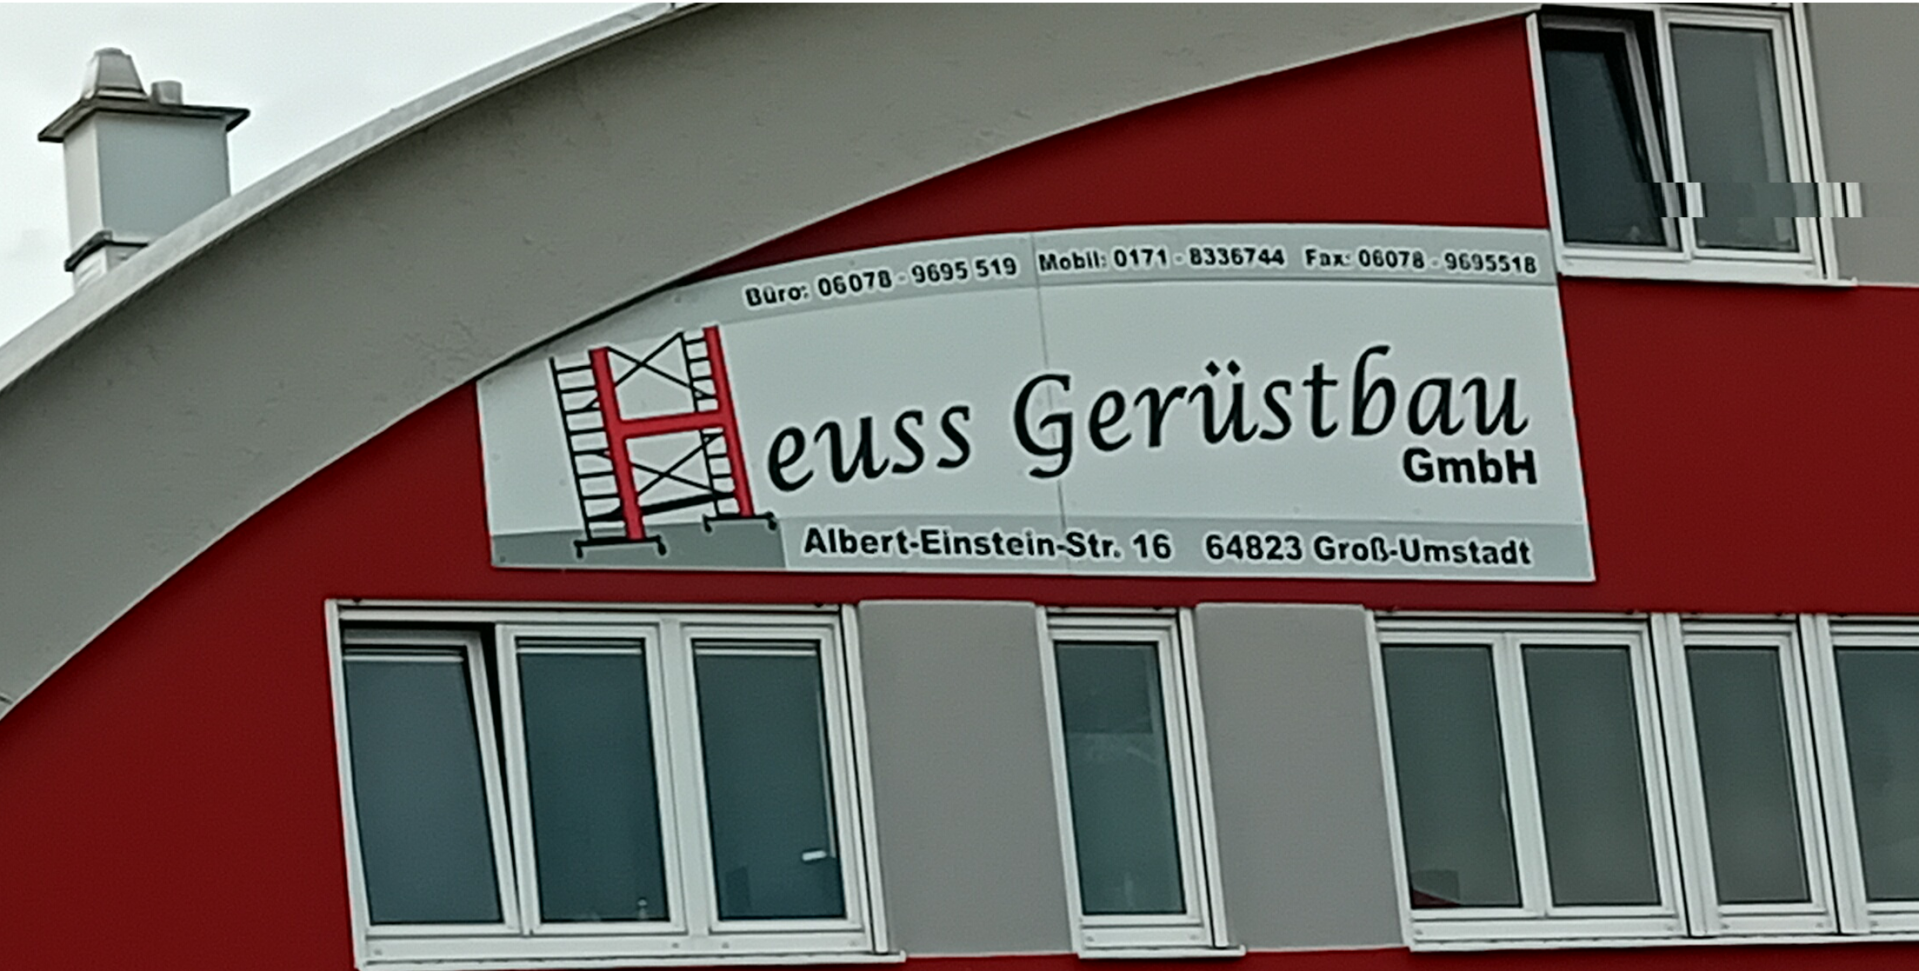 Büro: 06078 - 9695 519 Mobil: 0171 - 8336744 Fax: 06078 - 9695518
Heuss Gerüstbau
GmbH
Albert-Einstein-Str. 16 64823 Groß-Umstadt